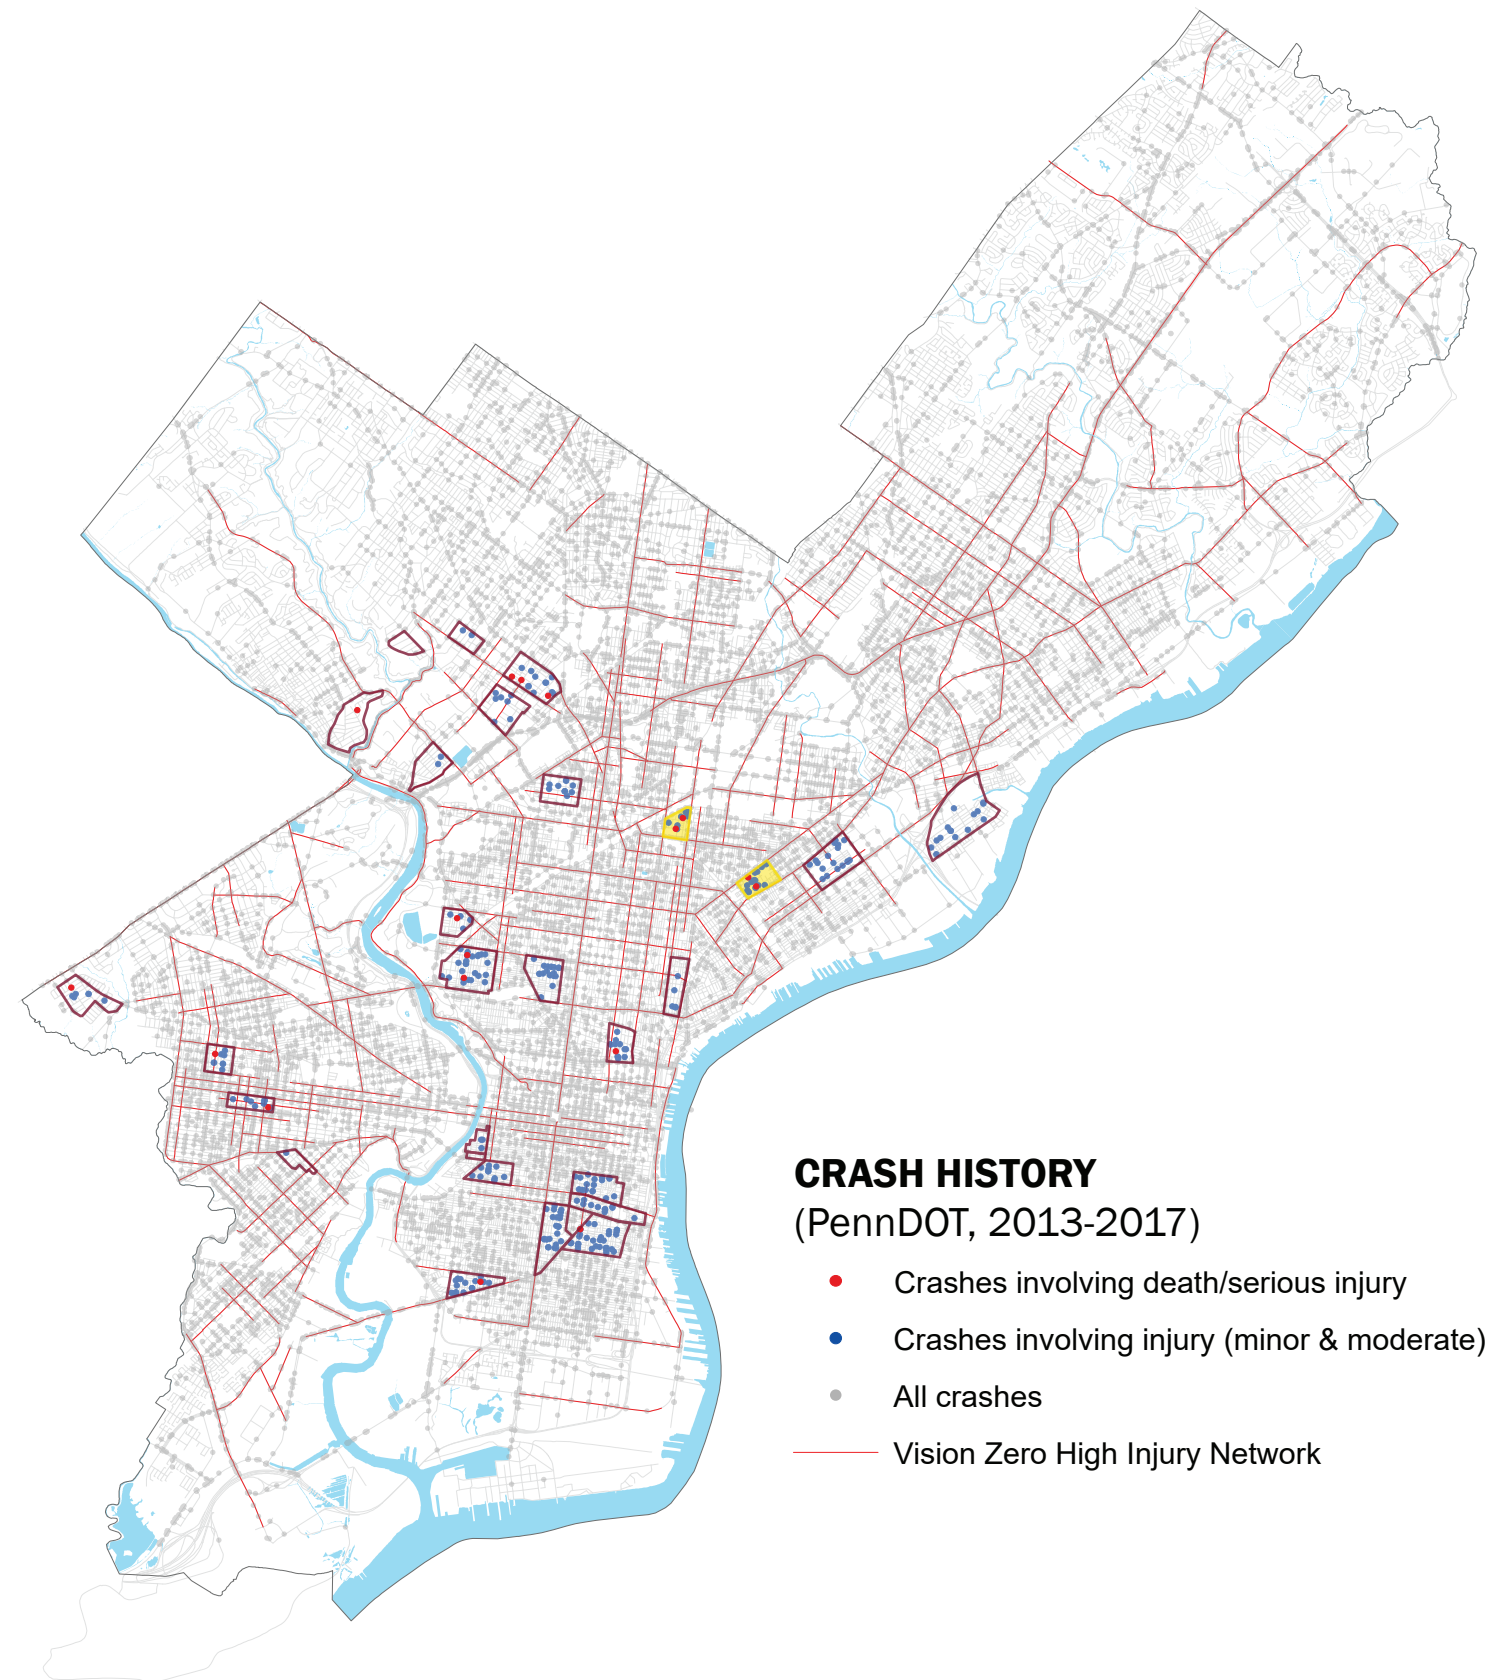 CRASH HISTORY
(PennDOT, 2013-2017)
Crashes involving death/serious injury
Crashes involving injury (minor & moderate)
All crashes
Vision Zero High Injury Network